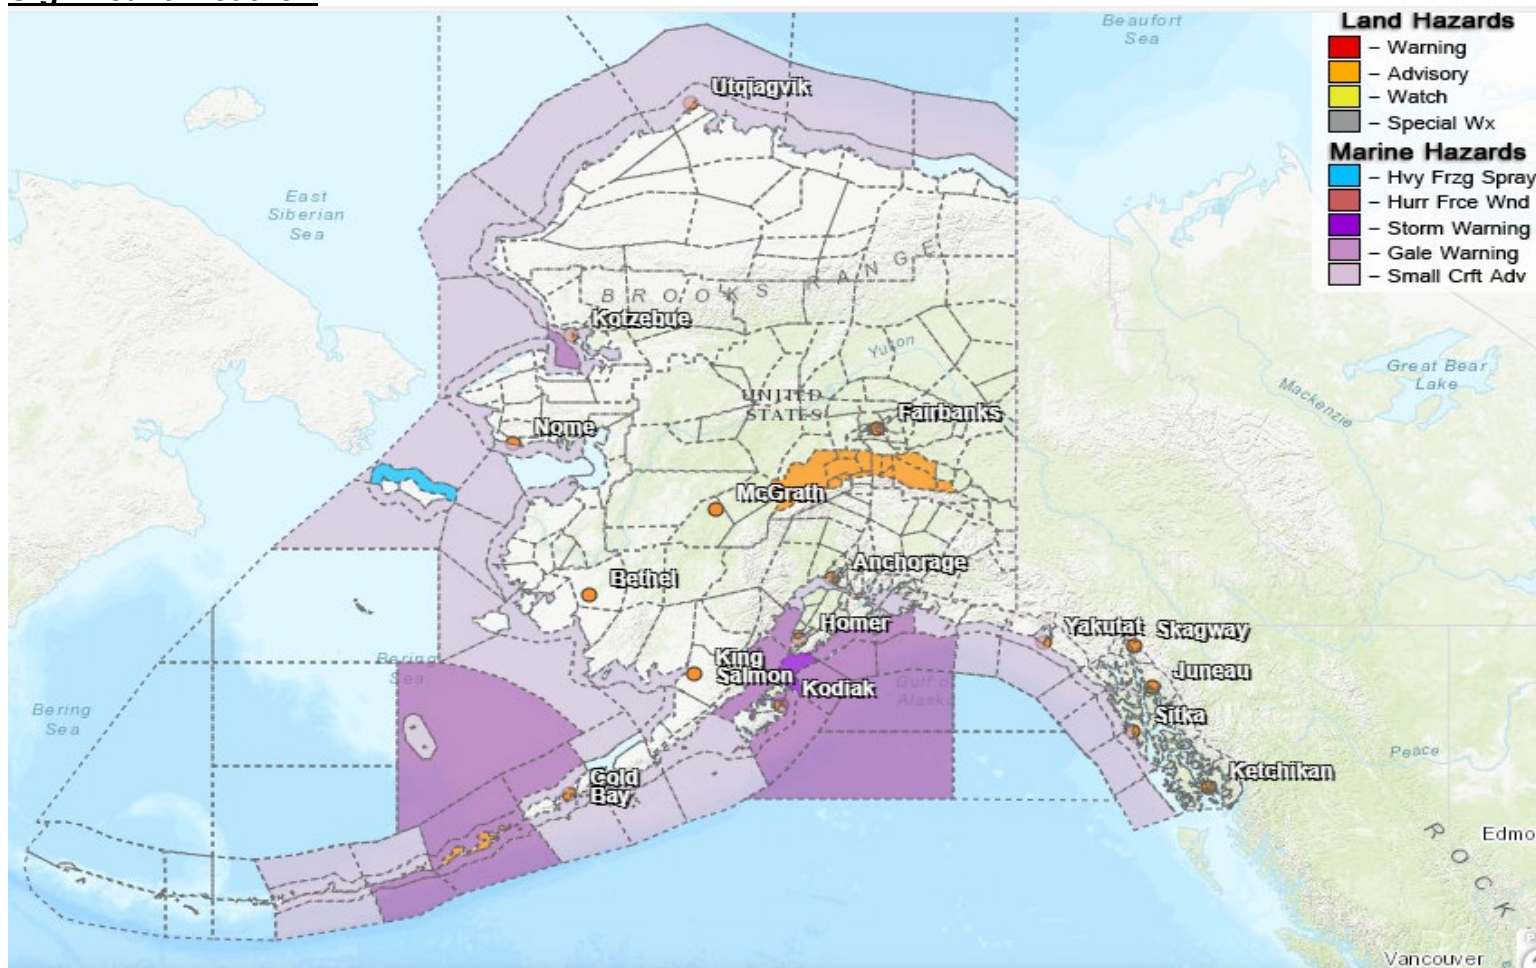 Land Hazards
– Warning
– Advisory
– Watch
– Special Wx
Marine Hazards
– Hvy Frzg Spray
– Hurr Frce Wnd
– Storm Warning
– Gale Warning
– Small Crft Adv
Beaufort
Sea
Utqiagvik
East
Siberian
Sea
BROOKS RANGE
Kotzebue
Yukon
Great Bear
Lake
Mackenzie
UNITED
STATES
Fairbanks
Nome
McGrath
Anchorage
Bethel
Homer
Yakutat
Skagway
Bering
Sea
King
Salmon
Juneau
Kodiak
Gulf of
Alaska
Sitka
Bering
Sea
Peace
Cold
Bay
Ketchikan
Edmo
ROCK
Vancouver